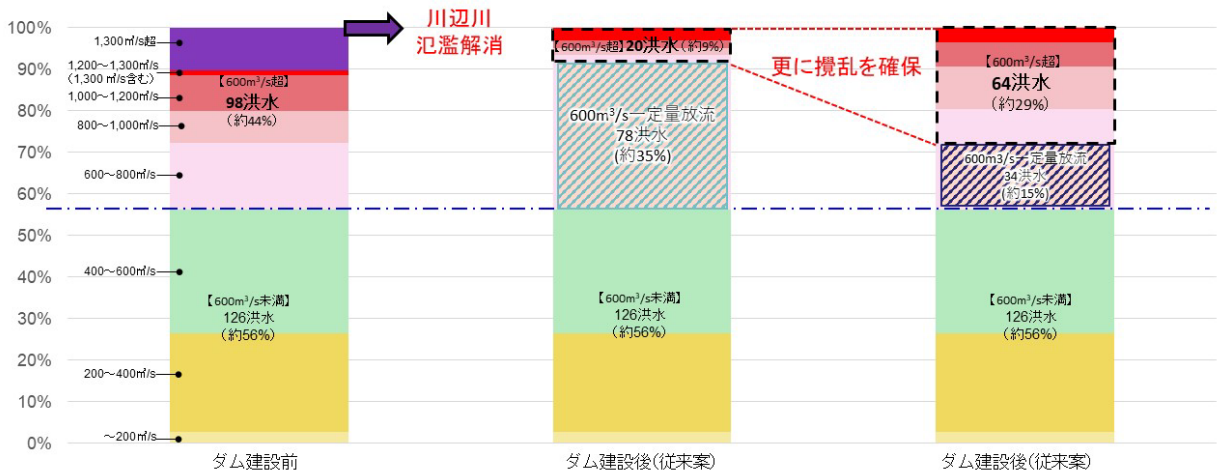 100%
90%
80%
70%
60%
50%
40%
30%
20%
10%
0%
1,300㎥/s超
1,200～1,300㎥/s
（1,300 ㎥/s含む）
1,000～1,200㎥/s
800～1,000㎥/s
600～800㎥/s
400～600㎥/s
200～400㎥/s
～200㎥/s
【600m³/s超】
98洪水
(約44%)
【600m³/s未満】
126洪水
(約56%)
ダム建設前
川辺川
氾濫解消
【600m³/s超】20洪水(約9%)
600m³/s一定量放流
78洪水
(約35%)
【600m³/s未満】
126洪水
(約56%)
ダム建設後(従来案)
更に攪乱を確保
【600m³/s超】
64洪水
(約29%)
600m3/s一定量放流
34洪水
(約15%)
【600m³/s未満】
126洪水
(約56%)
ダム建設後(従来案)